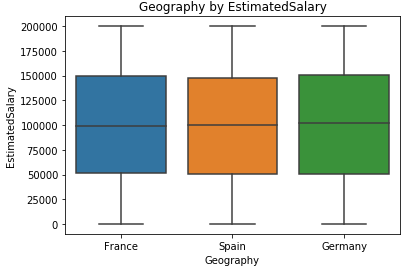 Geography by EstimatedSalary
200000
175000
150000
125000
100000
75000
50000
25000
0
EstimatedSalary
France Spain Germany
Geography